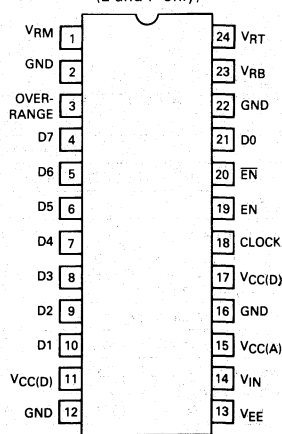 (L and P only)
VRM 1
GND 2
OVER-
RANGE 3
D7 4
D6 5
D5 6
D4 7
D3 8
D2 9
D1 10
VCC(D) 11
GND 12
24 VRT
23 VRB
22 GND
21 D0
20 E̅N̅
19 EN
18 CLOCK
17 VCC(D)
16 GND
15 VCC(A)
14 VIN
13 VEE